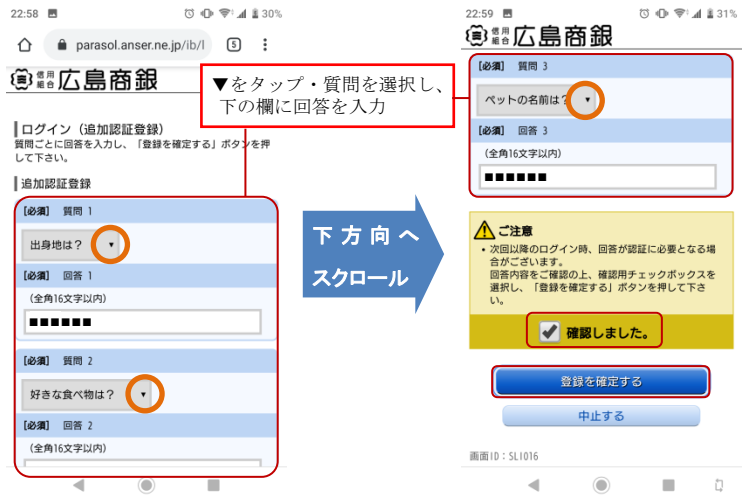 22:58
30%
parasol.anser.ne.jp/ib/l
5
信用組合 広島商銀
▼をタップ・質問を選択し、
下の欄に回答を入力
ログイン（追加認証登録）
質問ごとに回答を入力し、「登録を確定する」ボタンを押
して下さい。
追加認証登録
[必須] 質問 1
出身地は？ ▼
[必須] 回答 1
（全角16文字以内）
■■■■■■
[必須] 質問 2
好きな食べ物は？ ▼
[必須] 回答 2
（全角16文字以内）
下方向へ
スクロール
22:59
31%
信用組合 広島商銀
[必須] 質問 3
ペットの名前は？ ▼
[必須] 回答 3
（全角16文字以内）
■■■■■■
ご注意
・次回以降のログイン時、回答が認証に必要となる場
合がございます。
回答内容をご確認の上、確認用チェックボックスを
選択し、「登録を確定する」ボタンを押して下さ
い。
確認しました。
登録を確定する
中止する
画面ID：SLI016